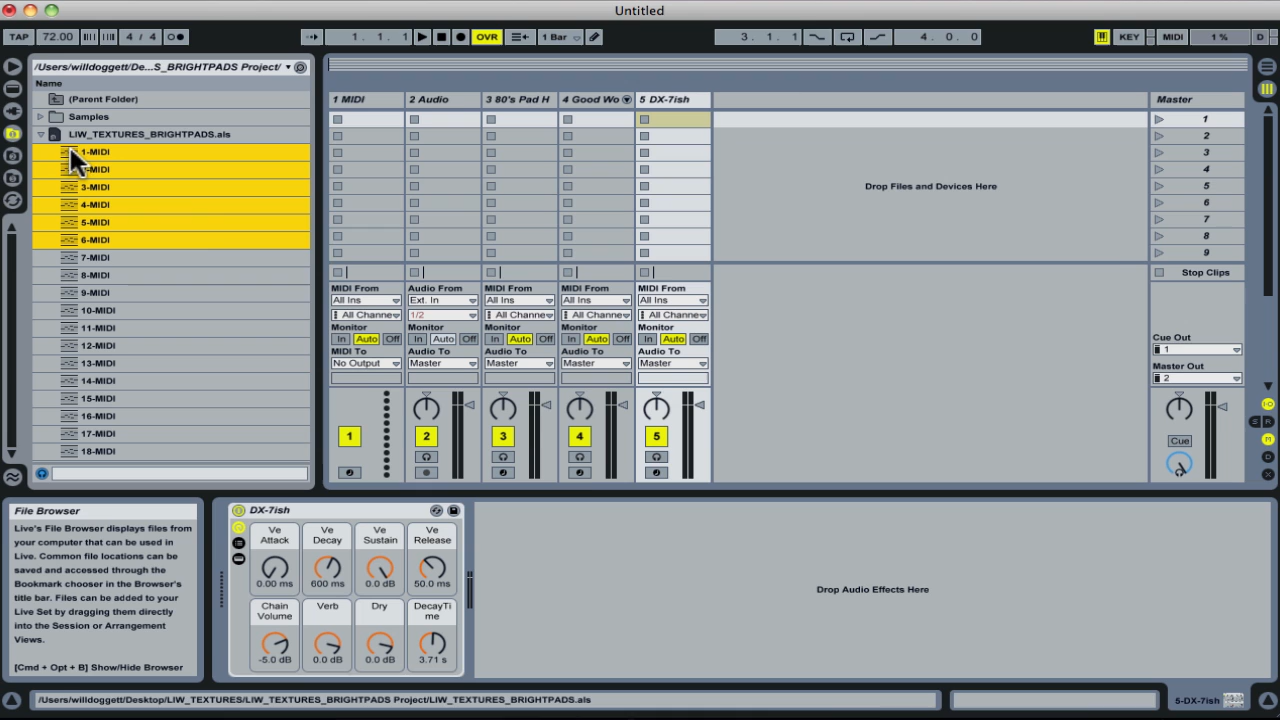 Untitled
TAP 72.00 4 / 4 1. 1. 1 OVR 1 Bar 3. 1. 1 4. 0. 0 KEY MIDI 1 % D
/Users/willdoggett/De...S_BRIGHTPADS Project/
Name
(Parent Folder)
Samples
LIW_TEXTURES_BRIGHTPADS.als
1-MIDI
-MIDI
3-MIDI
4-MIDI
5-MIDI
6-MIDI
7-MIDI
8-MIDI
9-MIDI
10-MIDI
11-MIDI
12-MIDI
13-MIDI
14-MIDI
15-MIDI
16-MIDI
17-MIDI
18-MIDI
1 MIDI 2 Audio 3 80's Pad H 4 Good Wo 5 DX-7ish Master
1
2
3
4
5
6
7
8
9
Drop Files and Devices Here
Stop Clips
MIDI From Audio From MIDI From MIDI From MIDI From
All Ins Ext. In All Ins All Ins All Ins
All Channe 1/2 All Channe All Channe All Channe
Monitor Monitor Monitor Monitor Monitor
In Auto Off In Auto Off In Auto Off In Auto Off In Auto Off
MIDI To Audio To Audio To Audio To Audio To
No Output Master Master Master Master
Cue Out
1
Master Out
2
1 2 3 4 5
Cue
S R
D
File Browser
Live's File Browser displays files from
your computer that can be used in
Live. Common file locations can be
saved and accessed through the
Bookmark chooser in the Browser's
title bar. Files can be added to your
Live Set by dragging them directly
into the Session or Arrangement
Views.
[Cmd + Opt + B] Show/Hide Browser
DX-7ish
Ve Attack Ve Decay Ve Sustain Ve Release
0.00 ms 600 ms 0.0 dB 50.0 ms
Chain Volume Verb Dry DecayTi me
-5.0 dB 0.0 dB 0.0 dB 3.71 s
Drop Audio Effects Here
/Users/willdoggett/Desktop/LIW_TEXTURES/LIW_TEXTURES_BRIGHTPADS Project/LIW_TEXTURES_BRIGHTPADS.als
5-DX-7ish